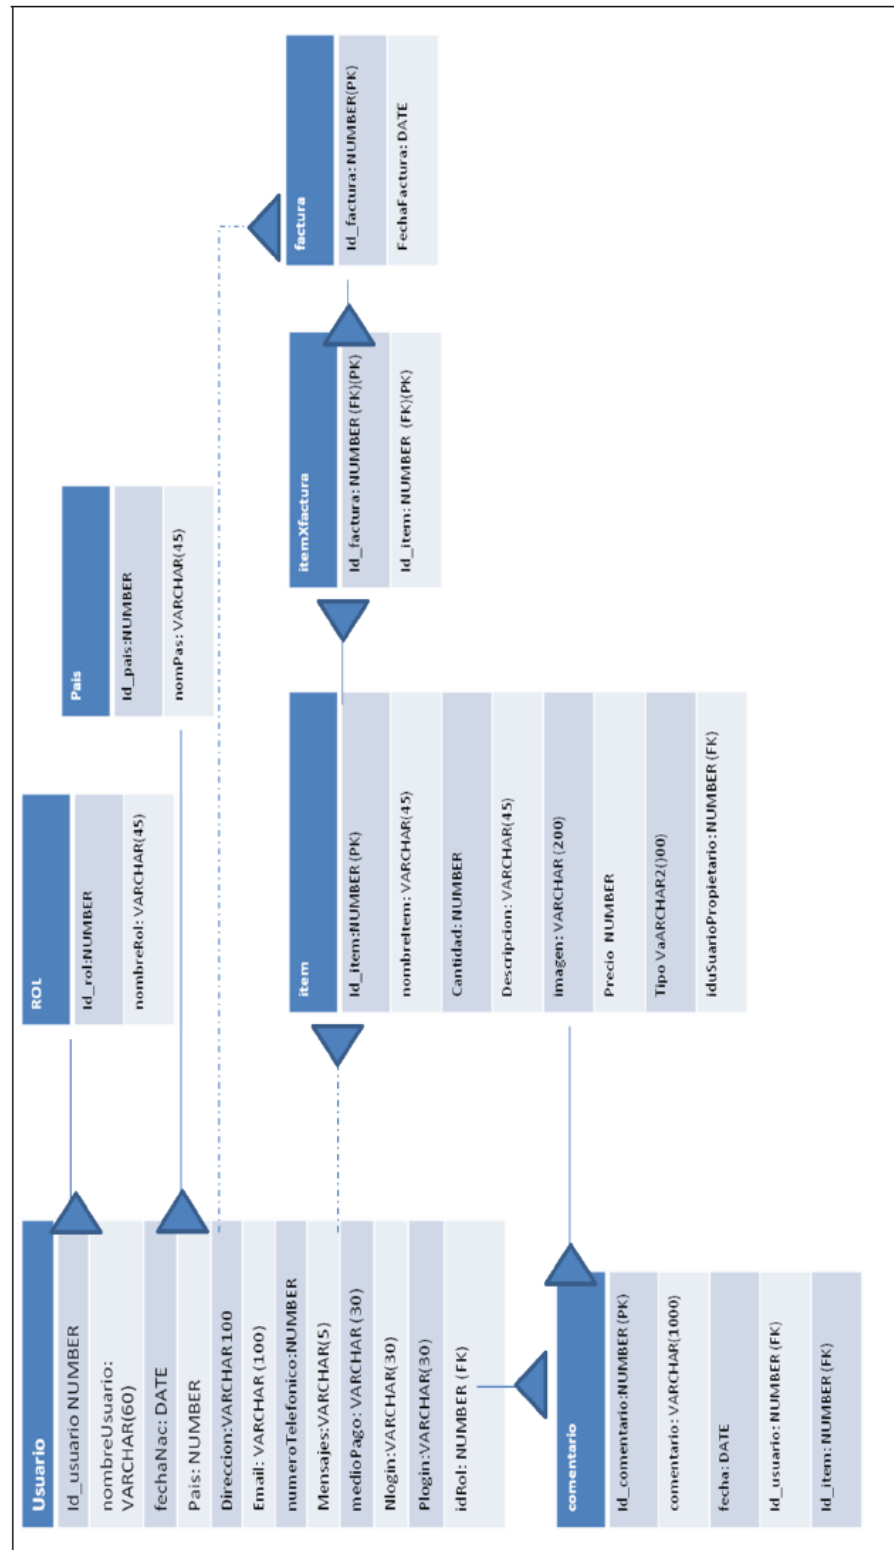 Usuario
Id_usuario NUMBER
nombreUsuario:
VARCHAR(60)
fechaNac: DATE
Pais: NUMBER
Direccion:VARCHAR100
Email: VARCHAR (100)
numeroTelefonico:NUMBER
Mensajes:VARCHAR(5)
medioPago: VARCHAR (30)
Nlogin:VARCHAR(30)
Plogin:VARCHAR(30)
idRol: NUMBER (FK)
ROL
Id_rol:NUMBER
nombreRol: VARCHAR(45)
Pais
Id_pais:NUMBER
nomPas: VARCHAR(45)
item
Id_item:NUMBER (PK)
nombreItem: VARCHAR(45)
Cantidad: NUMBER
Descripcion: VARCHAR(45)
imagen: VARCHAR (200)
Precio NUMBER
Tipo VaARCHAR2()00)
iduSuarioPropietario: NUMBER (FK)
itemXfactura
Id_factura: NUMBER (FK)(PK)
Id_item: NUMBER (FK)(PK)
factura
Id_factura: NUMBER(PK)
FechaFactura: DATE
comentario
Id_comentario:NUMBER (PK)
comentario: VARCHAR(1000)
fecha: DATE
Id_usuario: NUMBER (FK)
Id_item: NUMBER (FK)